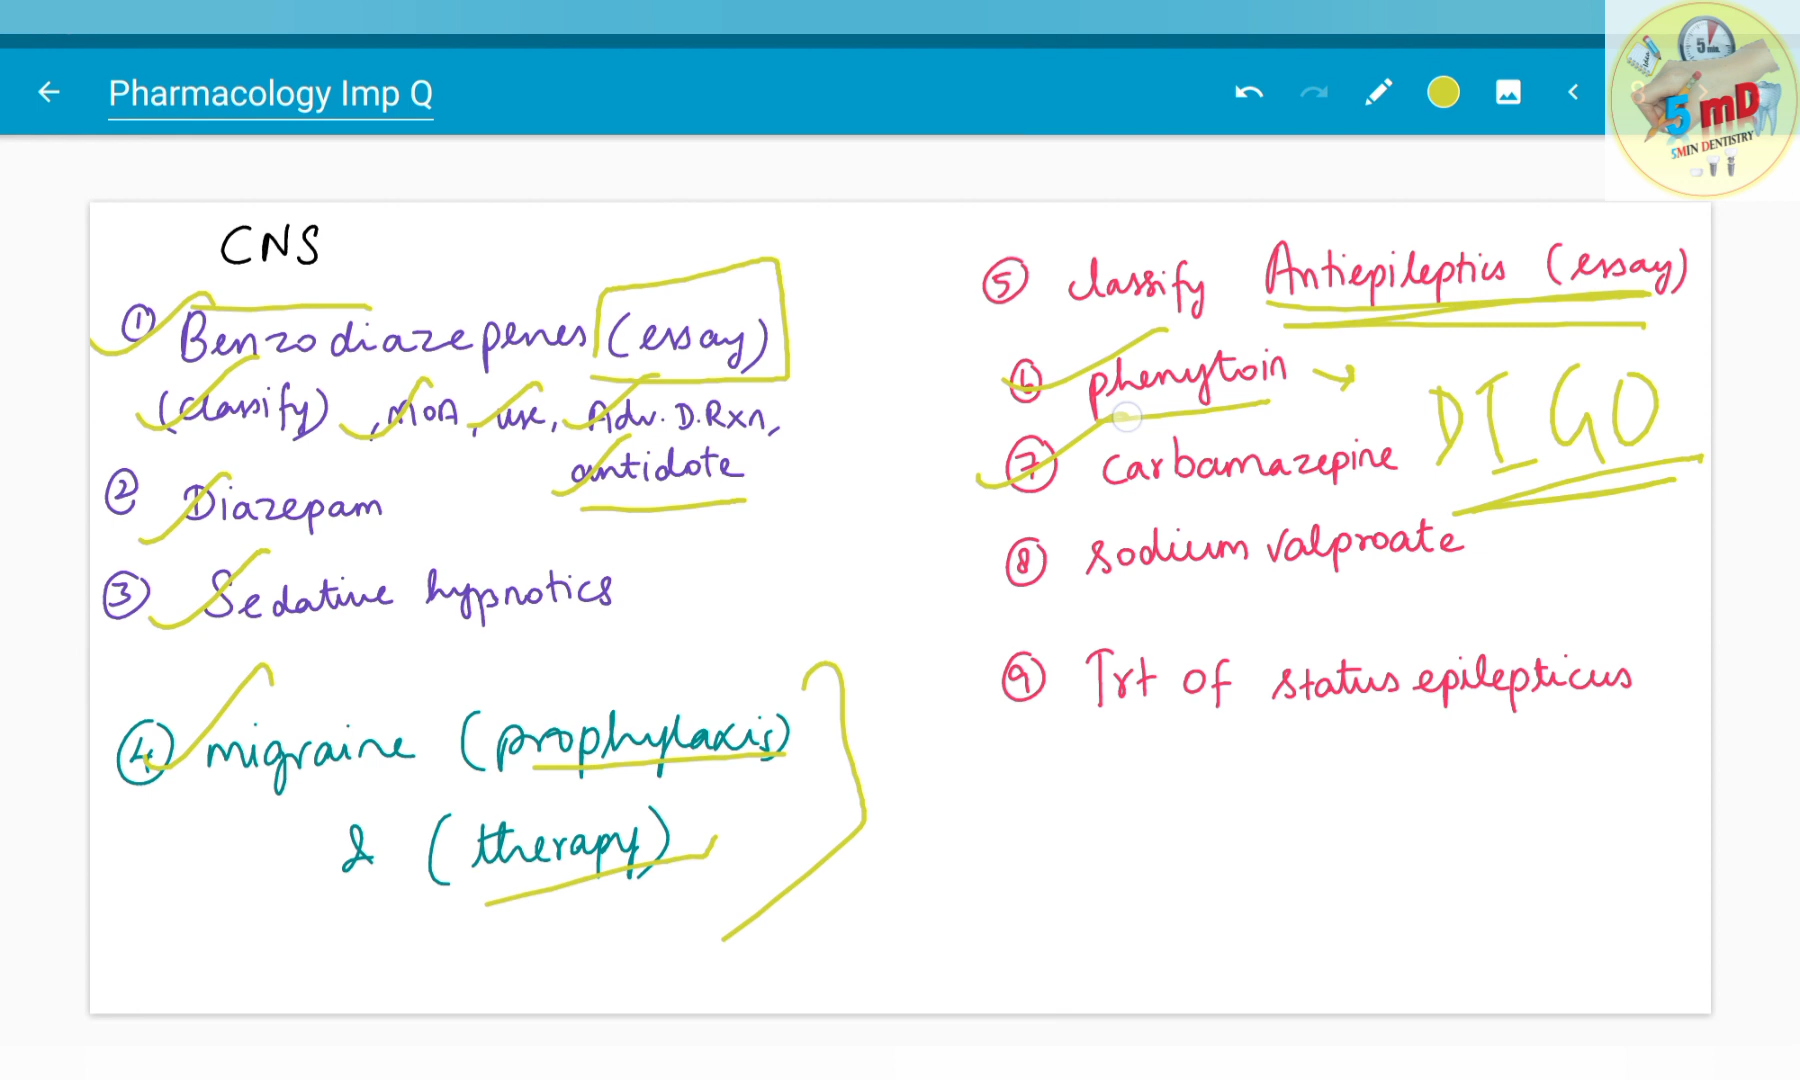 Pharmacology Imp Q
5 min.
5 mD
5MIN DENTISTRY
CNS
① Benzodiazepenes (essay)
(classify), MOA, use, Adv. D. Rxn,
antidote
② Diazepam
③ Sedative hypnotics
④ migraine (prophylaxis)
& (therapy)
⑤ classify Antiepileptics (essay)
⑥ phenytoin → DIGO
⑦ carbamazepine
⑧ sodium valproate
⑨ Trt of status epilepticus